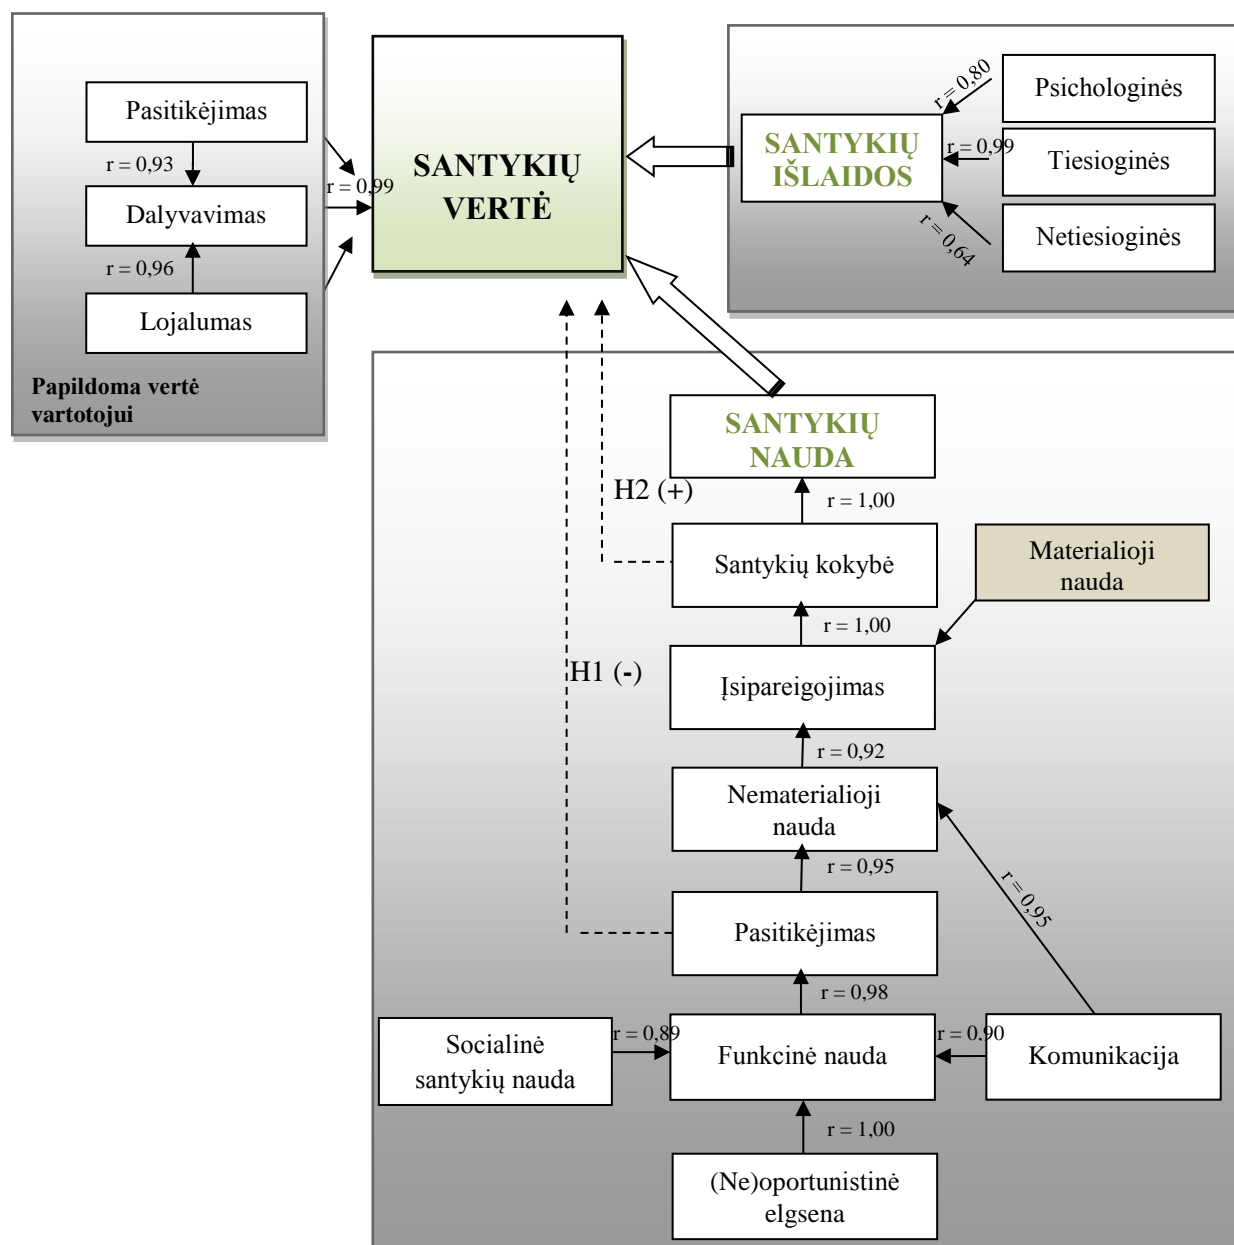 Pasitikėjimas
r = 0,93
Dalyvavimas
r = 0,96
Lojalumas
Papildoma vertė
vartotojui
r = 0,99
SANTYKIŲ
VERTĖ
SANTYKIŲ
IŠLAIDOS
r = 0,80
r = 0,99
r = 0,64
Psichologinės
Tiesioginės
Netiesioginės
SANTYKIŲ
NAUDA
H2 (+)
r = 1,00
Santykių kokybė
Materialioji
nauda
r = 1,00
H1 (-)
Įsipareigojimas
r = 0,92
Nematerialioji
nauda
r = 0,95
r = 0,95
Pasitikėjimas
r = 0,98
Socialinė
santykių nauda
r = 0,89
Funkcinė nauda
r = 0,90
Komunikacija
r = 1,00
(Ne)oportunistinė
elgsena